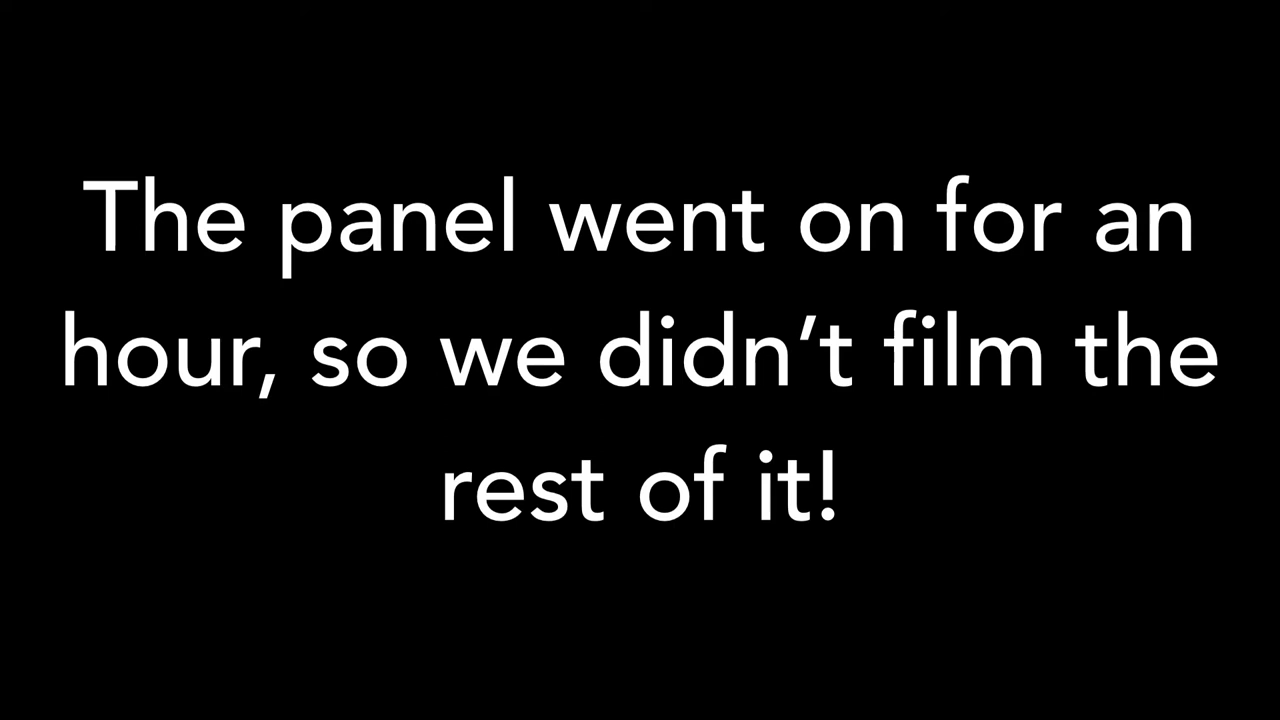 The panel went on for an
hour, so we didn’t film the
rest of it!